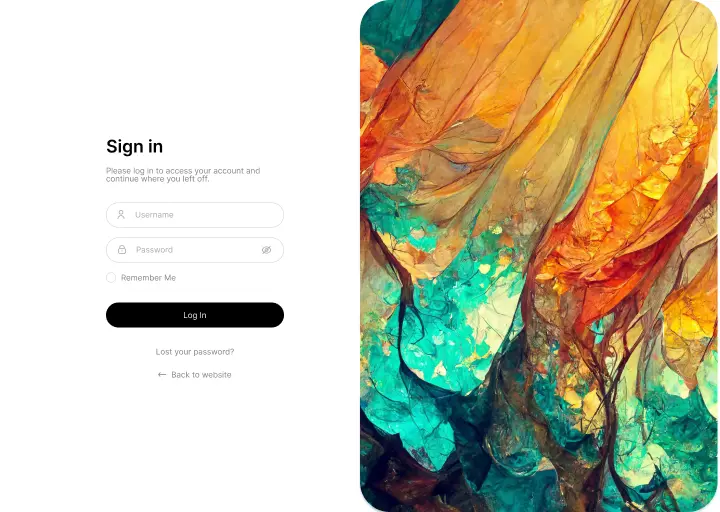 Sign in
Please log in to access your account and
continue where you left off.
Username
Password
Remember Me
Log In
Lost your password?
← Back to website